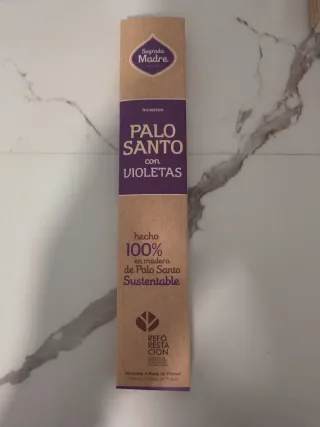 Sagrada
Madre
PALO
SANTO
con
VIOLETAS
hecho
100%
en madera
de Palo Santo
Sustentable
REFO
RESTA
CIÓN